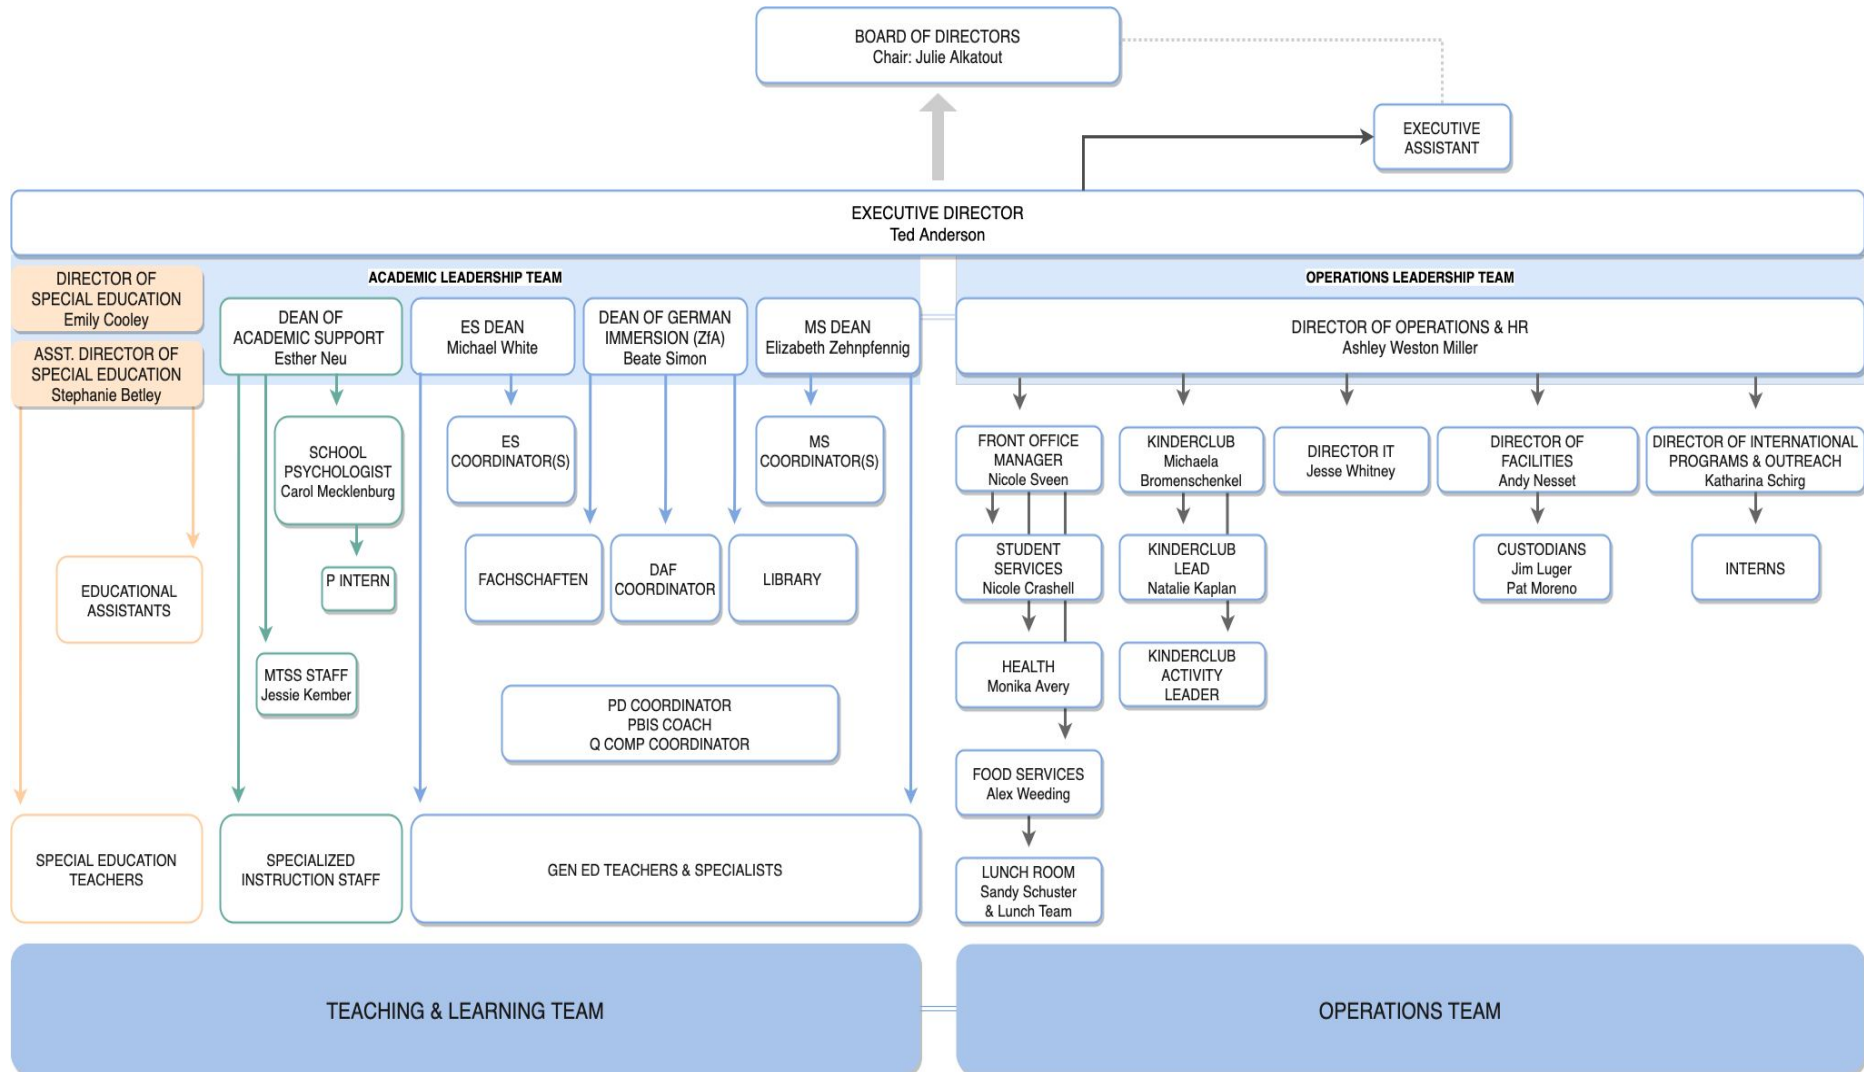 BOARD OF DIRECTORS
Chair: Julie Alkatout
EXECUTIVE
ASSISTANT
EXECUTIVE DIRECTOR
Ted Anderson
ACADEMIC LEADERSHIP TEAM
OPERATIONS LEADERSHIP TEAM
DIRECTOR OF
SPECIAL EDUCATION
Emily Cooley
ASST. DIRECTOR OF
SPECIAL EDUCATION
Stephanie Betley
DEAN OF
ACADEMIC SUPPORT
Esther Neu
ES DEAN
Michael White
DEAN OF GERMAN
IMMERSION (ZfA)
Beate Simon
MS DEAN
Elizabeth Zehnpfennig
DIRECTOR OF OPERATIONS & HR
Ashley Weston Miller
SCHOOL
PSYCHOLOGIST
Carol Mecklenburg
ES
COORDINATOR(S)
MS
COORDINATOR(S)
FRONT OFFICE
MANAGER
Nicole Sveen
KINDERCLUB
Michaela
Bromenschenkel
DIRECTOR IT
Jesse Whitney
DIRECTOR OF
FACILITIES
Andy Nesset
DIRECTOR OF INTERNATIONAL
PROGRAMS & OUTREACH
Katharina Schirg
EDUCATIONAL
ASSISTANTS
P INTERN
FACHSCHAFTEN
DAF
COORDINATOR
LIBRARY
STUDENT
SERVICES
Nicole Crashell
KINDERCLUB
LEAD
Natalie Kaplan
CUSTODIANS
Jim Luger
Pat Moreno
INTERNS
MTSS STAFF
Jessie Kember
HEALTH
Monika Avery
KINDERCLUB
ACTIVITY
LEADER
PD COORDINATOR
PBIS COACH
Q COMP COORDINATOR
FOOD SERVICES
Alex Weeding
SPECIAL EDUCATION
TEACHERS
SPECIALIZED
INSTRUCTION STAFF
GEN ED TEACHERS & SPECIALISTS
LUNCH ROOM
Sandy Schuster
& Lunch Team
TEACHING & LEARNING TEAM
OPERATIONS TEAM